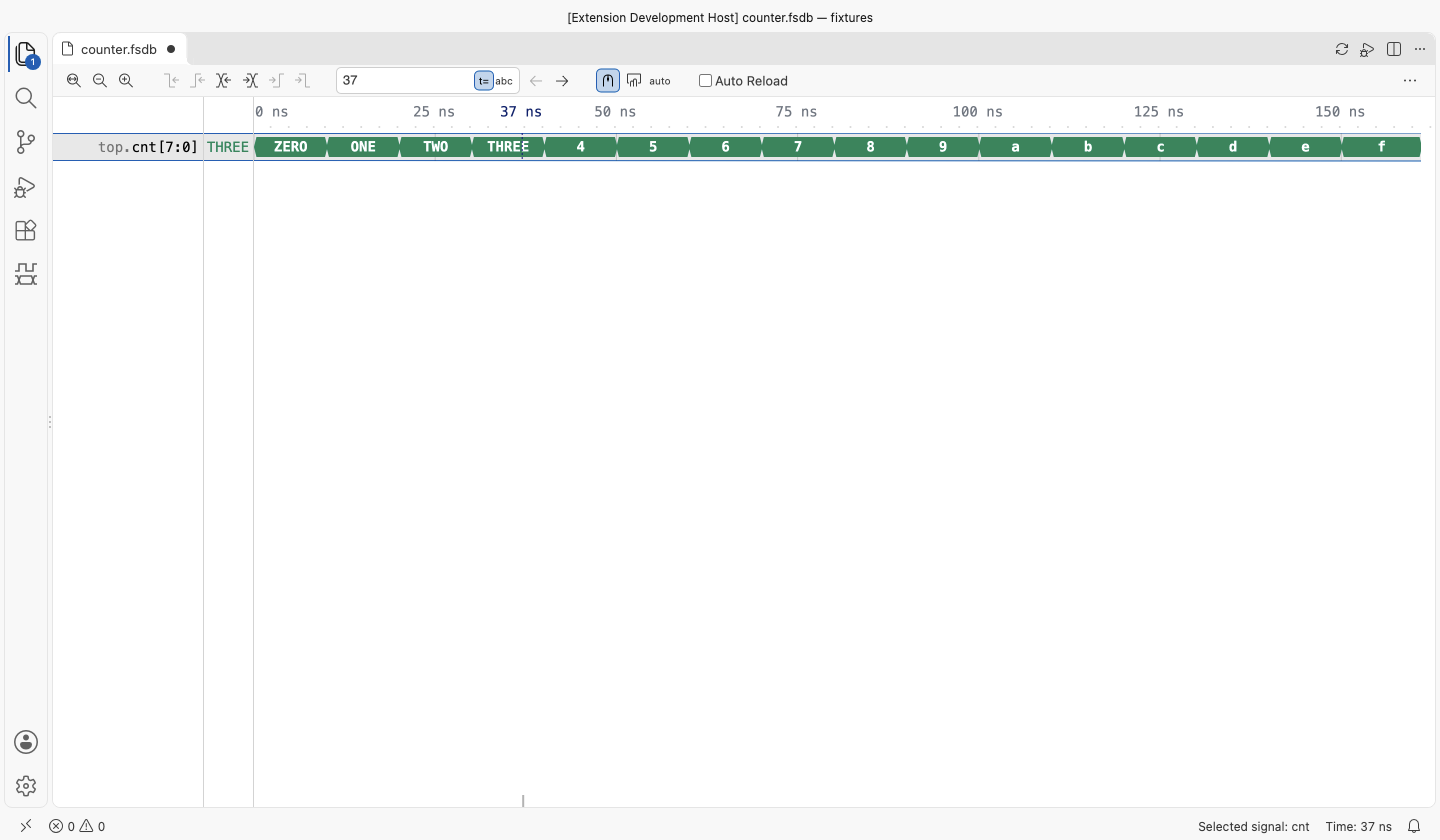 [Extension Development Host] counter.fsdb — fixtures
1
counter.fsdb
37 t= abc auto Auto Reload
0 ns 25 ns 37 ns 50 ns 75 ns 100 ns 125 ns 150 ns
top.cnt[7:0] THREE ZERO ONE TWO THREE 4 5 6 7 8 9 a b c d e f
0 0 Selected signal: cnt Time: 37 ns